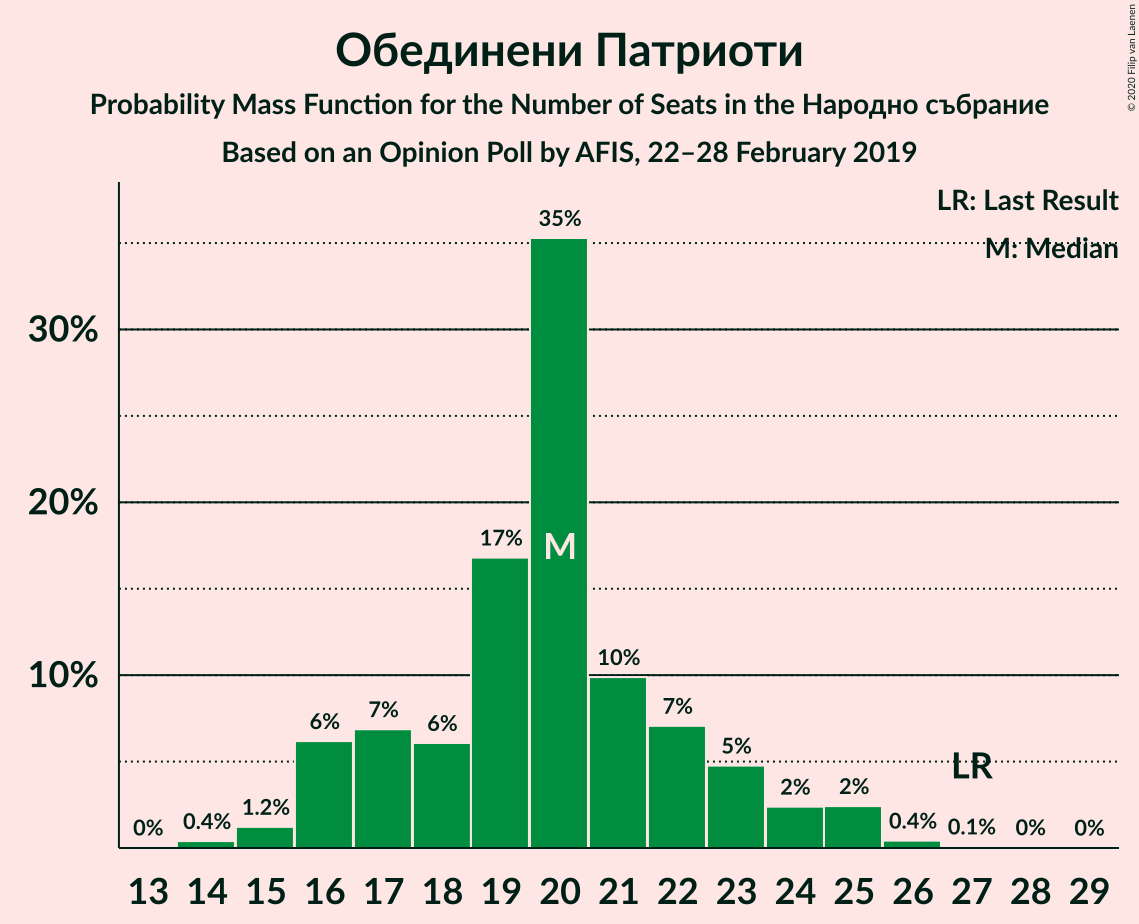 Обединени Патриоти
Probability Mass Function for the Number of Seats in the Народно събрание
Based on an Opinion Poll by AFIS, 22–28 February 2019
© 2020 Filip van Laenen
LR: Last Result
M: Median
30%
20%
10%
0%
0.4%
1.2%
6%
7%
6%
17%
35%
M
10%
7%
5%
2%
2%
0.4%
LR
0.1%
0%
0%
13 14 15 16 17 18 19 20 21 22 23 24 25 26 27 28 29